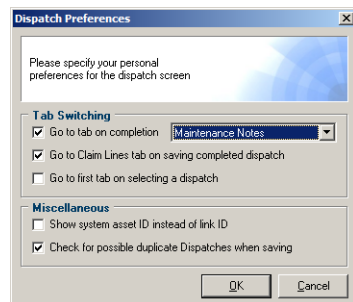 Dispatch Preferences
Please specify your personal
preferences for the dispatch screen
Tab Switching
Go to tab on completion Maintenance Notes
Go to Claim Lines tab on saving completed dispatch
Go to first tab on selecting a dispatch
Miscellaneous
Show system asset ID instead of link ID
Check for possible duplicate Dispatches when saving
OK Cancel